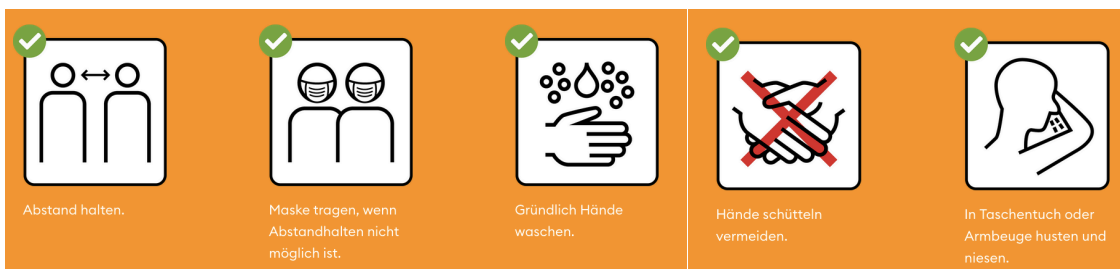 Abstand halten.
Maske tragen, wenn
Abstandhalten nicht
möglich ist.
Gründlich Hände
waschen.
Hände schütteln
vermeiden.
In Taschentuch oder
Armbeuge husten und
niesen.